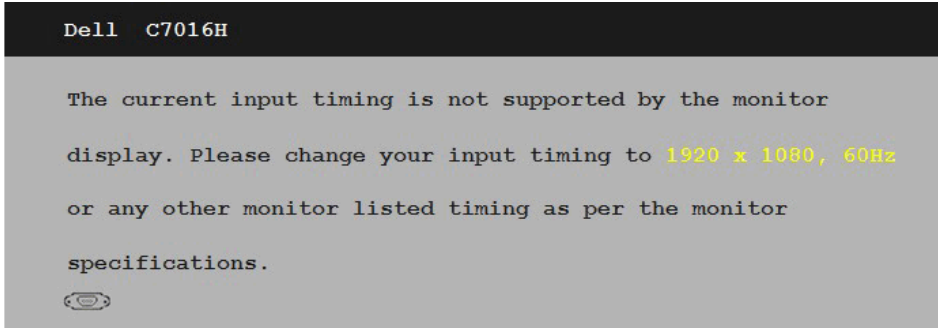 Dell C7016H
The current input timing is not supported by the monitor
display. Please change your input timing to 1920 x 1080, 60Hz
or any other monitor listed timing as per the monitor
specifications.